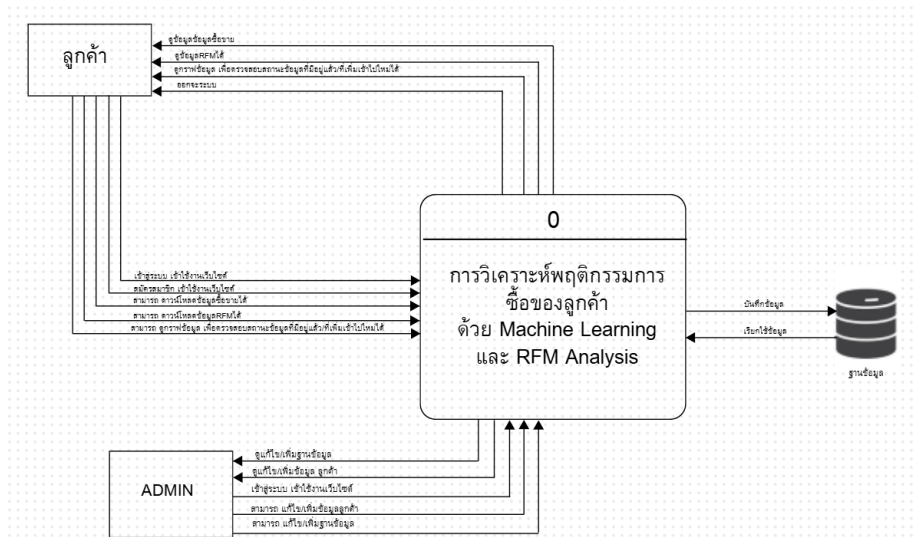 ลูกค้า
ดูข้อมูลข้อมูลซื้อขาย
ดูข้อมูลRFMได้
ดูกราฟข้อมูล เพื่อตรวจสอบสถานะข้อมูลที่มีอยู่แล้ว/ที่เพิ่มเข้าไปใหม่ได้
ออกจะระบบ
0
การวิเคราะห์พฤติกรรมการ
ซื้อของลูกค้า
ด้วย Machine Learning
และ RFM Analysis
เข้าสู่ระบบ เข้าใช้งานเว็บไซต์
สมัครสมาชิก เข้าใช้งานเว็บไซต์
สามารถ ดาวน์โหลดข้อมูลซื้อขายได้
สามารถ ดาวน์โหลดข้อมูลRFMได้
สามารถ ดูกราฟข้อมูล เพื่อตรวจสอบสถานะข้อมูลที่มีอยู่แล้ว/ที่เพิ่มเข้าไปใหม่ได้
บันทึกข้อมูล
เรียกใช้ข้อมูล
ฐานข้อมูล
ADMIN
ดูแก้ไข/เพิ่มฐานข้อมูล
ดูแก้ไข/เพิ่มข้อมูล ลูกค้า
เข้าสู่ระบบ เข้าใช้งานเว็บไซต์
สามารถ แก้ไข/เพิ่มข้อมูลลูกค้า
สามารถ แก้ไข/เพิ่มฐานข้อมูล